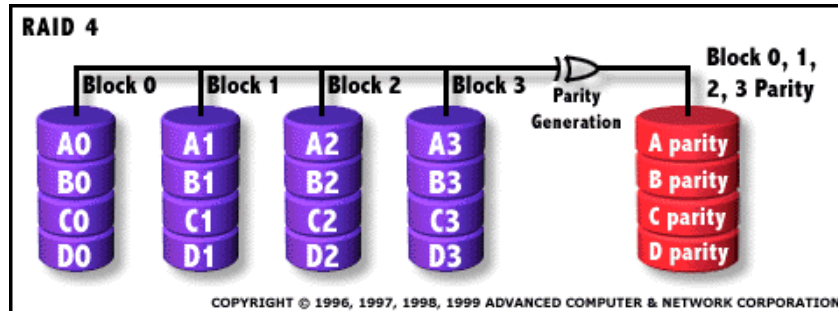 RAID 4
Block 0 Block 1 Block 2 Block 3
Parity
Generation
Block 0, 1,
2, 3 Parity
A0 A1 A2 A3 A parity
B0 B1 B2 B3 B parity
C0 C1 C2 C3 C parity
D0 D1 D2 D3 D parity
COPYRIGHT © 1996, 1997, 1998, 1999 ADVANCED COMPUTER & NETWORK CORPORATION